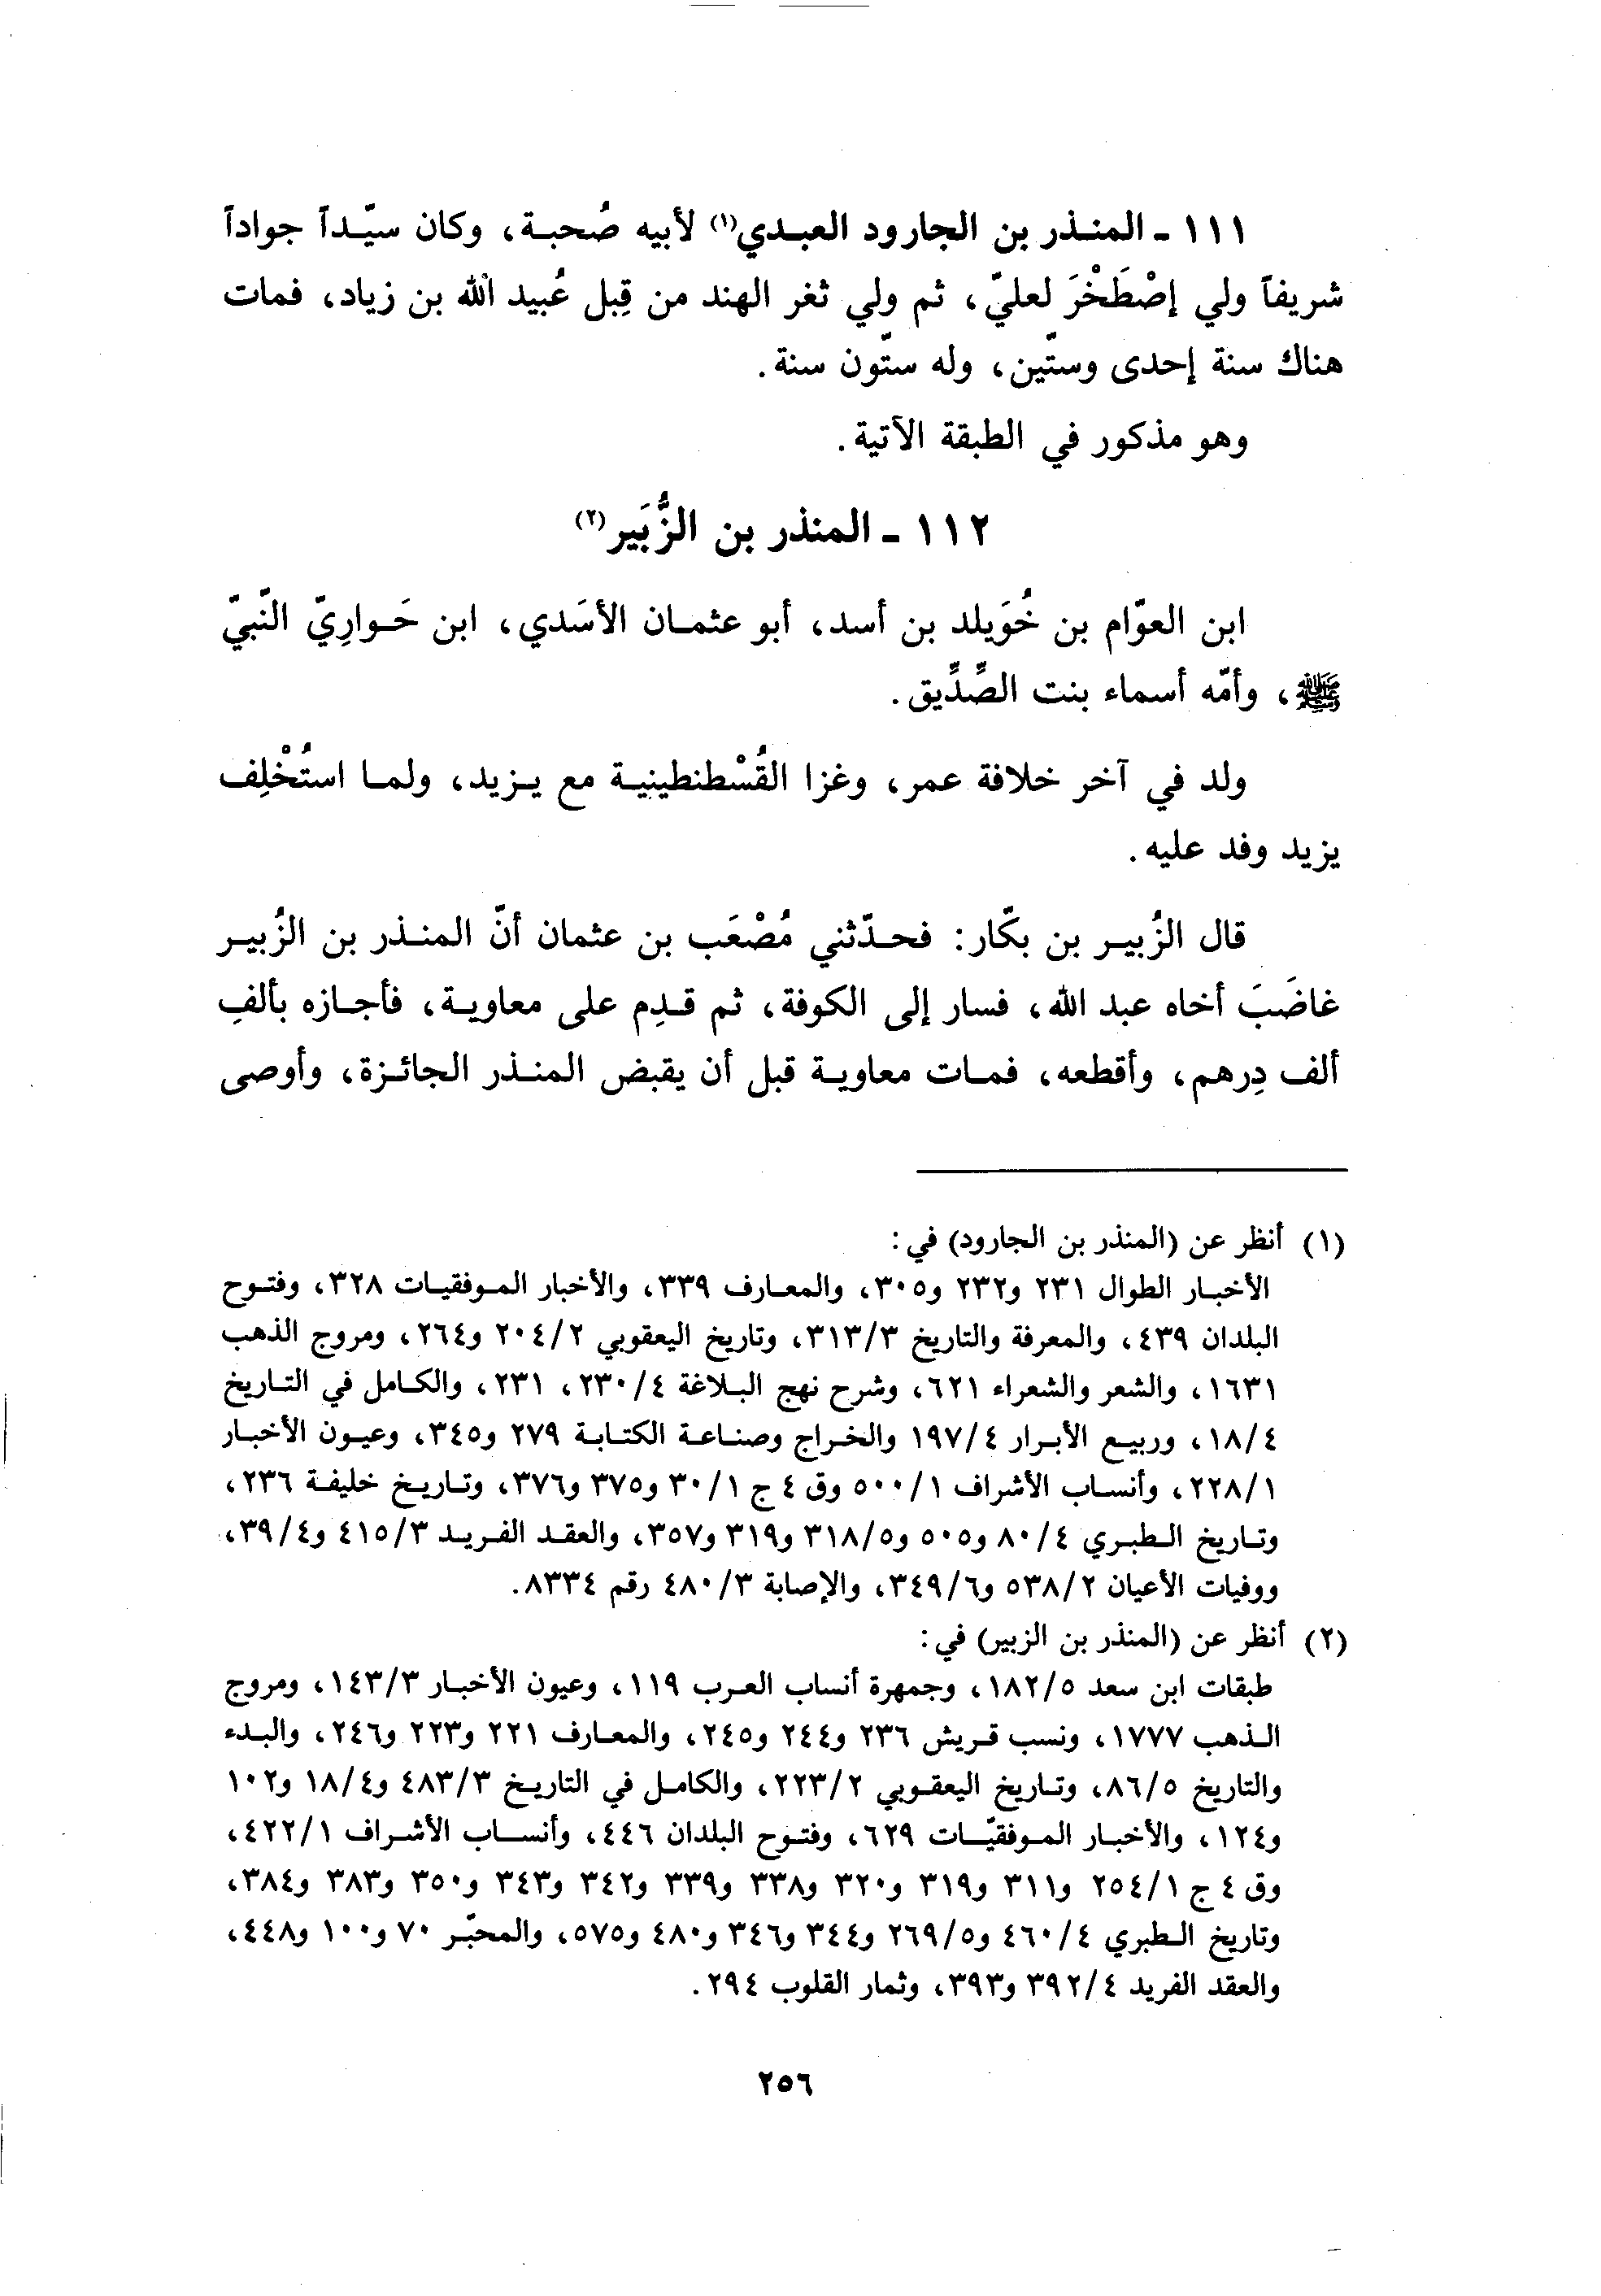 ١١١ ـ المنـذر بن الجارود العبـدي(١) لأبيه صُحبـة، وكان سيّـداً جواداً
شريفاً ولي إصْطَخْرَ لعليّ، ثم ولي ثغر الهند من قِبل عُبيد الله بن زياد، فمات
هناك سنة إحدى وستّين، وله ستّون سنة.
وهو مذكور في الطبقة الآتية.
١١٢ ـ المنذر بن الزُّبَير(٢)
ابن العوّام بن خُوَيلد بن أسد، أبو عثمـان الأسَدي، ابن حَـوارِيّ النّبيّ
ﷺ، وأمّه أسماء بنت الصِّدِّيق.
ولد في آخر خلافة عمر، وغزا القُسْطنطينيـة مع يـزيد، ولمـا استُخْلِف
يزيد وفد عليه.
قال الزُبيـر بن بكّار: فحـدّثني مُصْعَب بن عثمان أنّ المنـذر بن الزُبيـر
غاضَبَ أخاه عبد الله، فسار إلى الكوفة، ثم قـدِم على معاويـة، فأجـازه بألفِ
ألف دِرهم، وأقطعه، فمـات معاويـة قبل أن يقبض المنـذر الجائـزة، وأوصى
(١) أنظر عن (المنذر بن الجارود) في:
الأخبـار الطوال ٢٣١ و٢٣٢ و٣٠٥، والمعـارف ٣٣٩، والأخبار المـوفقيـات ٣٢٨، وفتـوح
البلدان ٤٣٩، والمعرفة والتاريخ ٣١٣/٣، وتاريخ اليعقوبي ٢٠٤/٢ و٢٦٤، ومروج الذهب
١٦٣١، والشعر والشعراء ٦٢١، وشرح نهج البـلاغة ٢٣٠/٤، ٢٣١، والكـامل في التـاريخ
١٨/٤، وربيـع الأبـرار ١٩٧/٤ والخراج وصنـاعـة الكتـابـة ٢٧٩ و٣٤٥، وعيـون الأخبـار
٢٢٨/١، وأنسـاب الأشراف ٥٠٠/١ وق ٤ ج ٣٠/١ و٣٧٥ و٣٧٦، وتـاريـخ خليفـة ٢٣٦،
وتـاريخ الـطبـري ٨٠/٤ و٥٠٥ و٣١٨/٥ و٣١٩ و٣٥٧، والعقـد الفـريـد ٤١٥/٣ و٣٩/٤،
ووفيات الأعيان ٥٣٨/٢ و٣٤٩/٦، والإصابة ٤٨٠/٣ رقم ٨٣٣٤.
(٢) أنظر عن (المنذر بن الزبير) في:
طبقات ابن سعد ١٨٢/٥، وجمهرة أنساب العـرب ١١٩، وعيون الأخبـار ١٤٣/٣، ومروج
الـذهب ١٧٧٧، ونسب قـريش ٢٣٦ و٢٤٤ و٢٤٥، والمعـارف ٢٢١ و٢٢٣ و٢٤٦، والبـدء
والتاريخ ٨٦/٥، وتـاريخ اليعقـوبي ٢٢٣/٢، والكامـل في التاريـخ ٤٨٣/٣ و١٨/٤ و١٠٢
و١٢٤، والأخبـار المـوفقيّـات ٦٢٩، وفتـوح البلدان ٤٤٦، وأنسـاب الأشـراف ٤٢٢/١،
وق ٤ ج ٢٥٤/١ و٣١١ و٣١٩ و٣٢٠ و٣٣٨ و٣٣٩ و٣٤٢ و٣٤٣ و٣٥٠ و٣٨٣ و٣٨٤،
وتاريخ الـطبري ٤٦٠/٤ و٢٦٩/٥ و٣٤٤ و٣٤٦ و٤٨٠ و٥٧٥، والمحبّـر ٧٠ و١٠٠ و٤٤٨،
والعقد الفريد ٣٩٢/٤ و٣٩٣، وثمار القلوب ٢٩٤.
٢٥٦